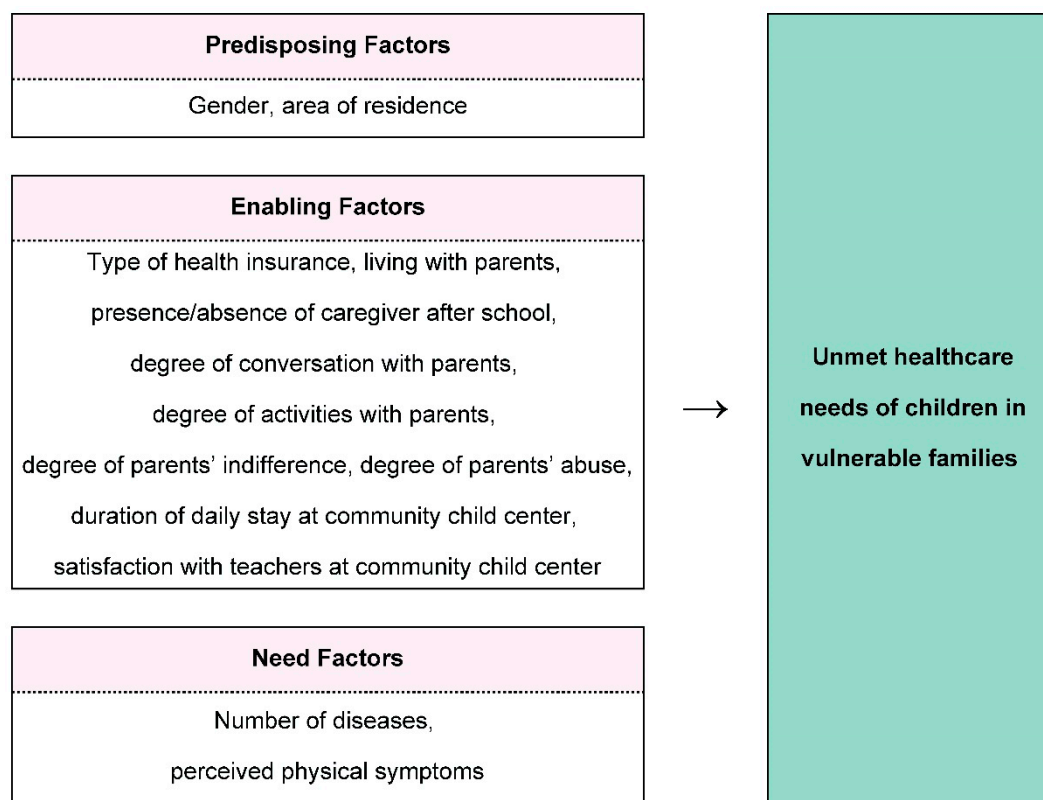 Predisposing Factors
Gender, area of residence
Enabling Factors
Type of health insurance, living with parents,
presence/absence of caregiver after school,
degree of conversation with parents,
degree of activities with parents,
degree of parents’ indifference, degree of parents’ abuse,
duration of daily stay at community child center,
satisfaction with teachers at community child center
Need Factors
Number of diseases,
perceived physical symptoms
→
Unmet healthcare
needs of children in
vulnerable families